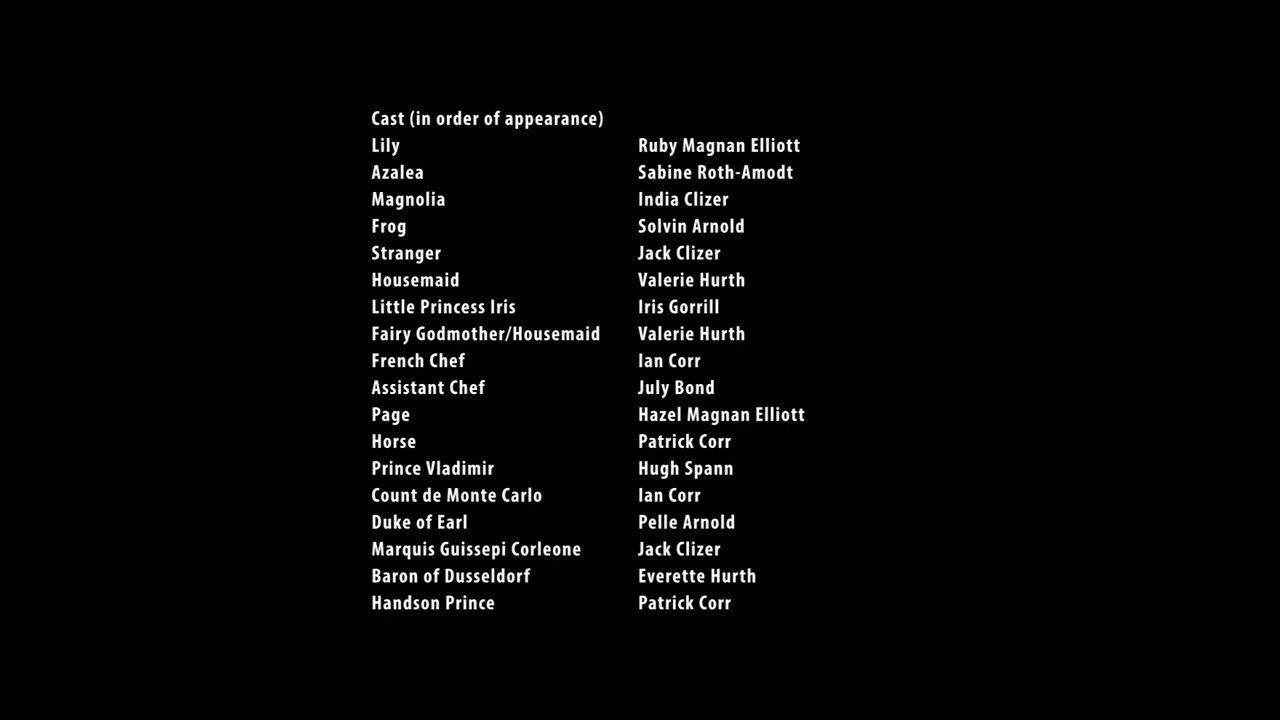 Cast (in order of appearance)
Lily Ruby Magnan Elliott
Azalea Sabine Roth-Amodt
Magnolia India Clizer
Frog Solvin Arnold
Stranger Jack Clizer
Housemaid Valerie Hurth
Little Princess Iris Iris Gorrill
Fairy Godmother/Housemaid Valerie Hurth
French Chef Ian Corr
Assistant Chef July Bond
Page Hazel Magnan Elliott
Horse Patrick Corr
Prince Vladimir Hugh Spann
Count de Monte Carlo Ian Corr
Duke of Earl Pelle Arnold
Marquis Guissepi Corleone Jack Clizer
Baron of Dusseldorf Everette Hurth
Handson Prince Patrick Corr